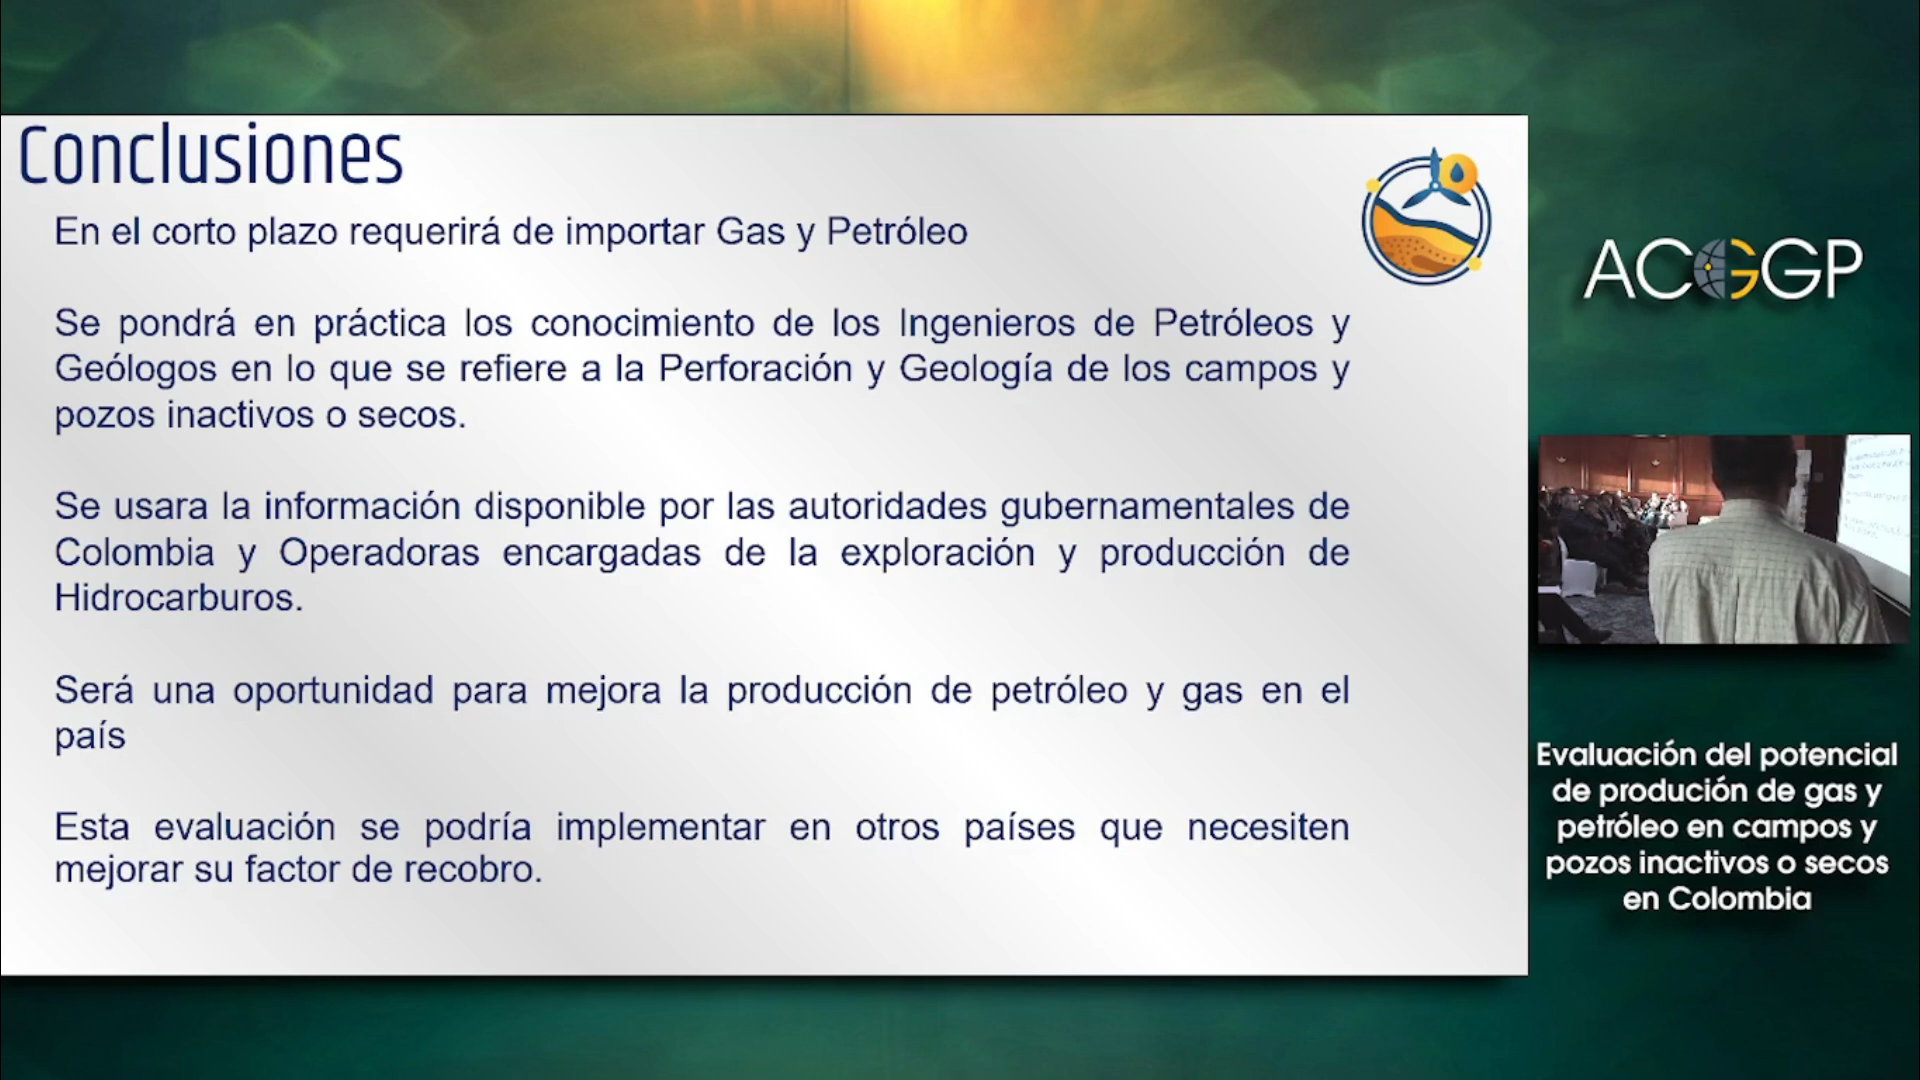 Conclusiones
En el corto plazo requerirá de importar Gas y Petróleo
Se pondrá en práctica los conocimiento de los Ingenieros de Petróleos y
Geólogos en lo que se refiere a la Perforación y Geología de los campos y
pozos inactivos o secos.
Se usara la información disponible por las autoridades gubernamentales de
Colombia y Operadoras encargadas de la exploración y producción de
Hidrocarburos.
Será una oportunidad para mejora la producción de petróleo y gas en el
país
Esta evaluación se podría implementar en otros países que necesiten
mejorar su factor de recobro.
ACGGP
Evaluación del potencial
de produción de gas y
petróleo en campos y
pozos inactivos o secos
en Colombia